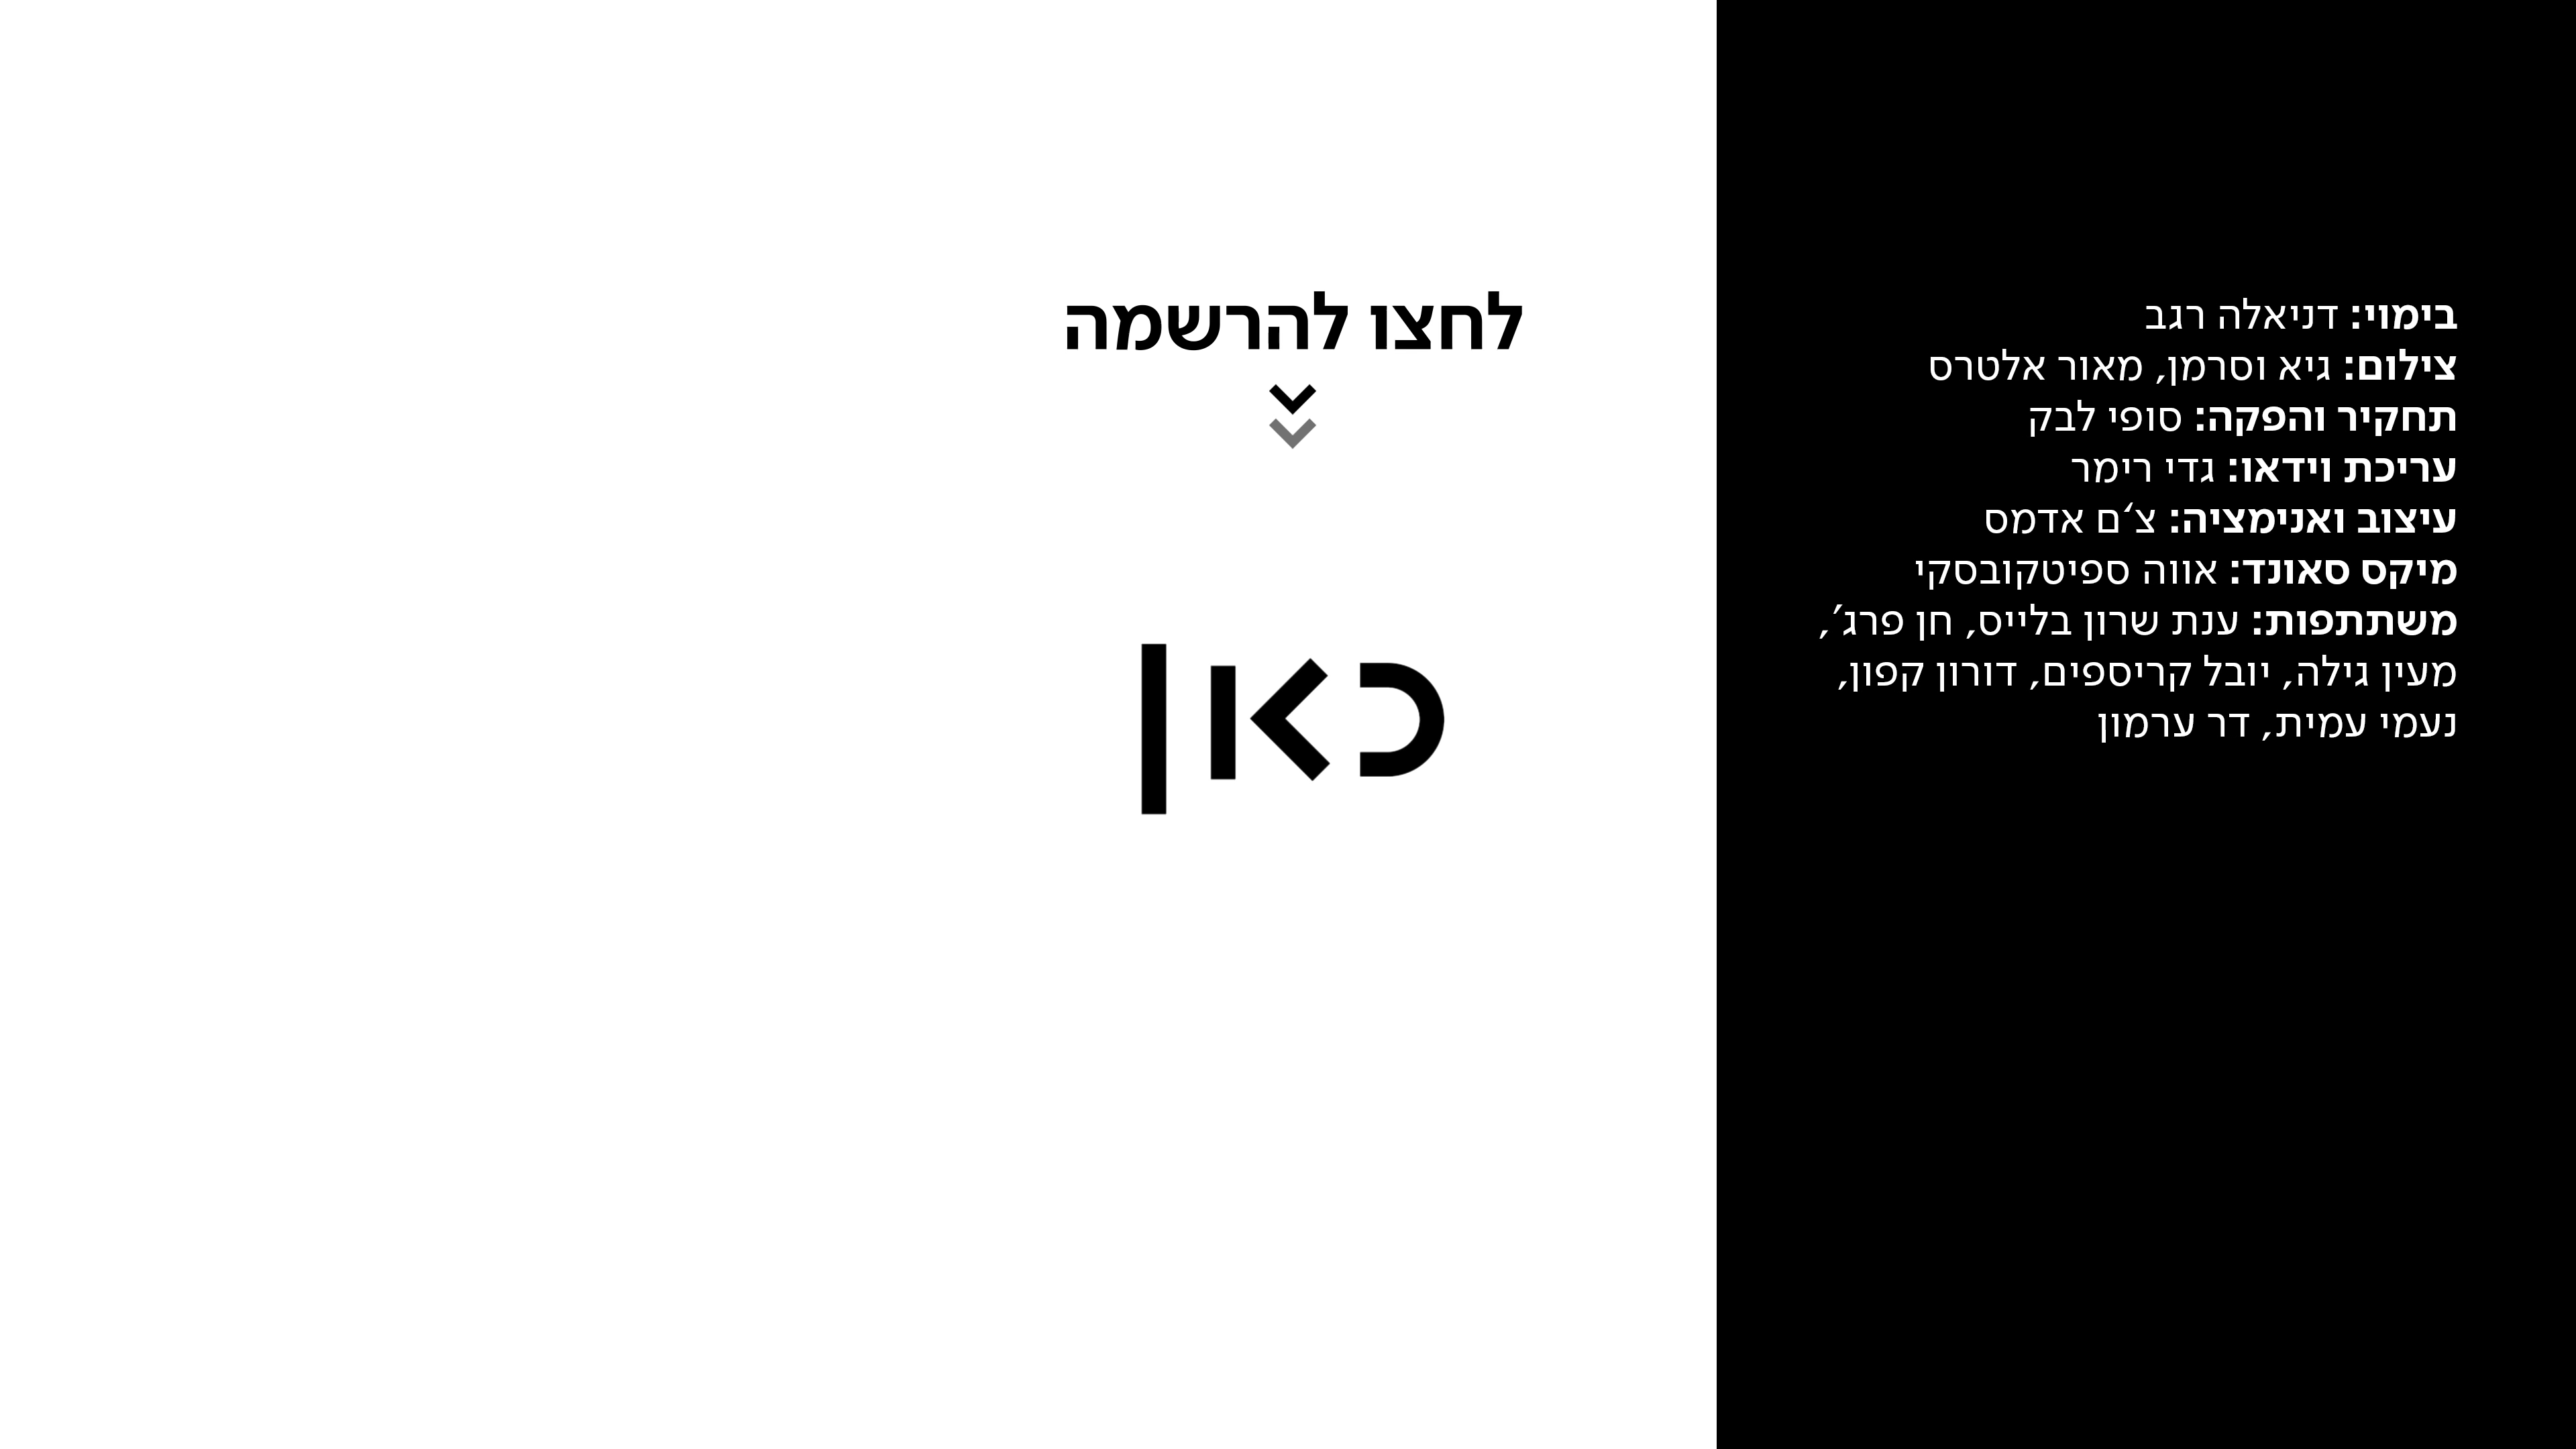 בימוי: דניאלה רגב
צילום: גיא וסרמן, מאור אלטרס
תחקיר והפקה: סופי לבק
עריכת וידאו: גדי רימר
עיצוב ואנימציה: צ'ם אדמס
מיקס סאונד: אווה ספיטקובסקי
משתתפות: ענת שרון בלייס, חן פרג',
מעין גילה, יובל קריספים, דורון קפון,
נעמי עמית, דר ערמון
לחצו להרשמה
כאן